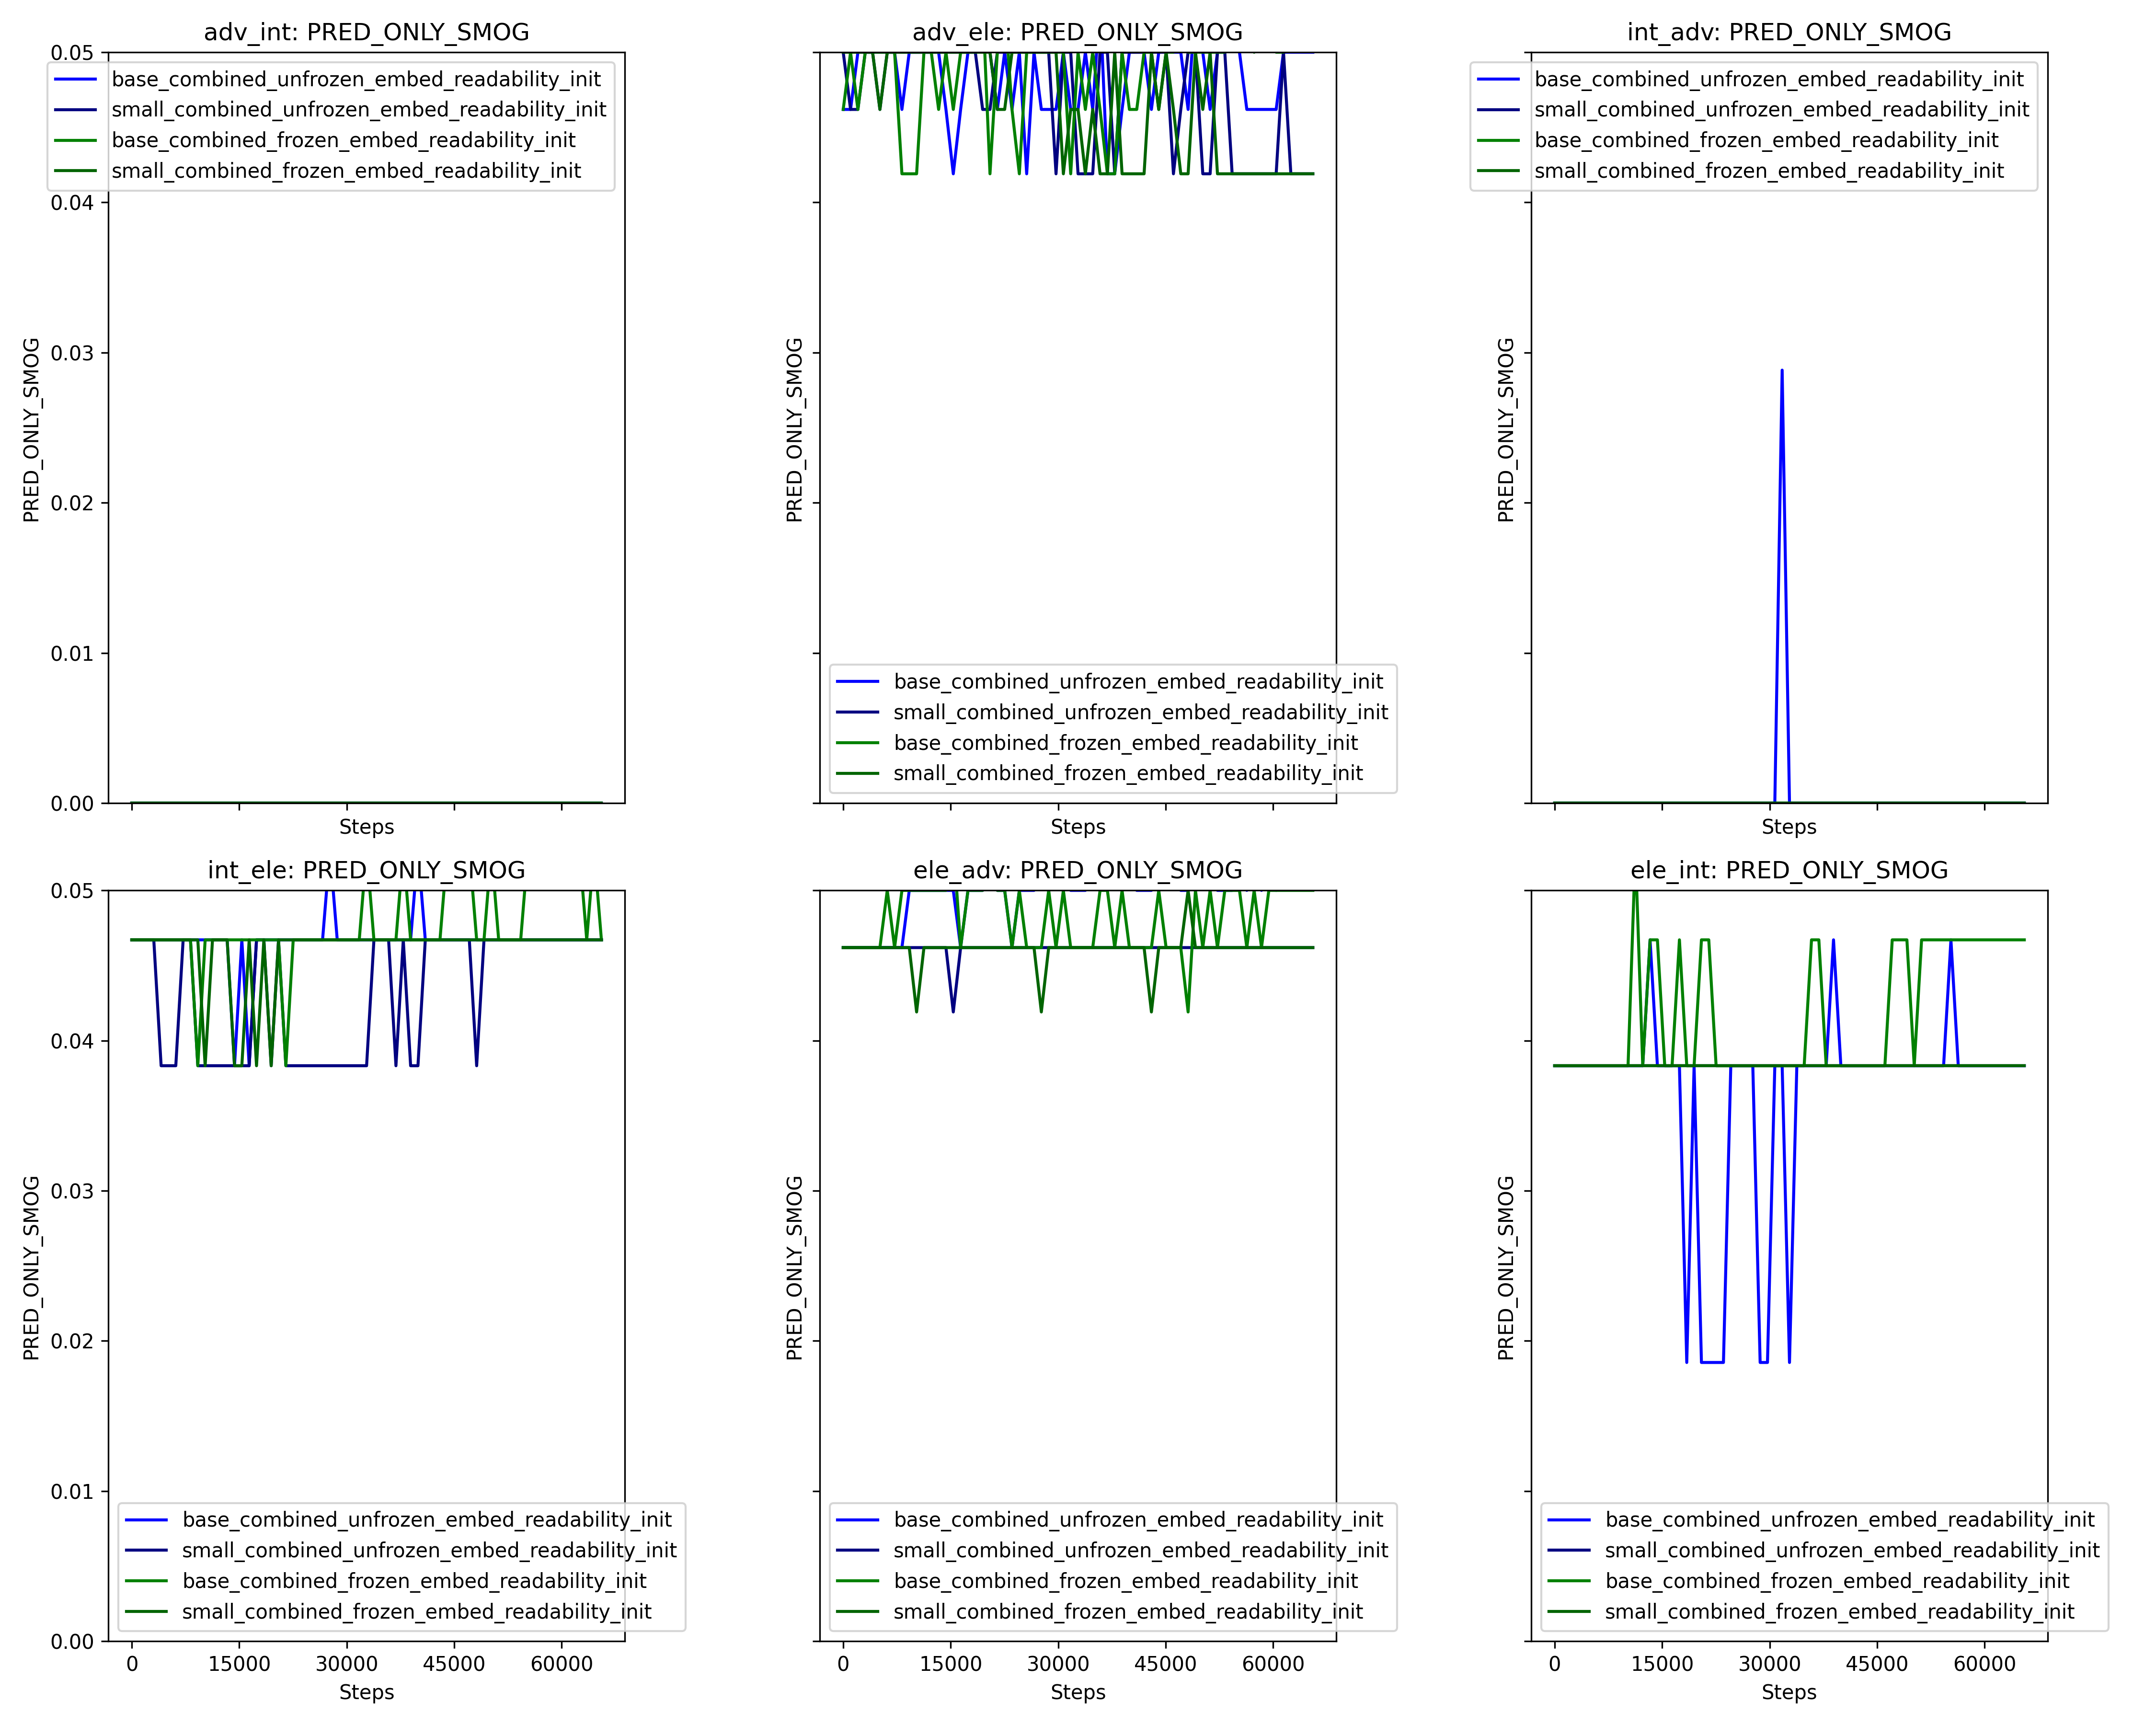 adv_int: PRED_ONLY_SMOG
0.05
0.04
0.03
0.02
0.01
0.00
PRED_ONLY_SMOG
base_combined_unfrozen_embed_readability_init
small_combined_unfrozen_embed_readability_init
base_combined_frozen_embed_readability_init
small_combined_frozen_embed_readability_init
Steps
adv_ele: PRED_ONLY_SMOG
PRED_ONLY_SMOG
base_combined_unfrozen_embed_readability_init
small_combined_unfrozen_embed_readability_init
base_combined_frozen_embed_readability_init
small_combined_frozen_embed_readability_init
Steps
int_adv: PRED_ONLY_SMOG
PRED_ONLY_SMOG
base_combined_unfrozen_embed_readability_init
small_combined_unfrozen_embed_readability_init
base_combined_frozen_embed_readability_init
small_combined_frozen_embed_readability_init
Steps
int_ele: PRED_ONLY_SMOG
0.05
0.04
0.03
0.02
0.01
0.00
PRED_ONLY_SMOG
base_combined_unfrozen_embed_readability_init
small_combined_unfrozen_embed_readability_init
base_combined_frozen_embed_readability_init
small_combined_frozen_embed_readability_init
0 15000 30000 45000 60000
Steps
ele_adv: PRED_ONLY_SMOG
PRED_ONLY_SMOG
base_combined_unfrozen_embed_readability_init
small_combined_unfrozen_embed_readability_init
base_combined_frozen_embed_readability_init
small_combined_frozen_embed_readability_init
0 15000 30000 45000 60000
Steps
ele_int: PRED_ONLY_SMOG
PRED_ONLY_SMOG
base_combined_unfrozen_embed_readability_init
small_combined_unfrozen_embed_readability_init
base_combined_frozen_embed_readability_init
small_combined_frozen_embed_readability_init
0 15000 30000 45000 60000
Steps